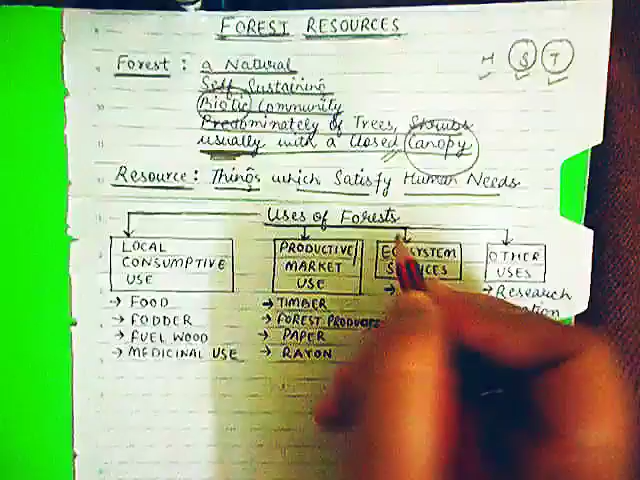 FOREST RESOURCES
H S T
Forest : a Natural
Self Sustaining
Biotic Community
Predominately of Trees, Shrubs
usually with a Closed Canopy
Resource: Things which Satisfy Human Needs
Uses of Forests
LOCAL CONSUMPTIVE USE
→ FOOD
→ FODDER
→ FUEL WOOD
→ MEDICINAL USE
PRODUCTIVE/ MARKET USE
→ TIMBER
→ FOREST PRODUCTS
→ PAPER
→ RAYON
ECOSYSTEM SERVICES
→
OTHER USES
→ Research